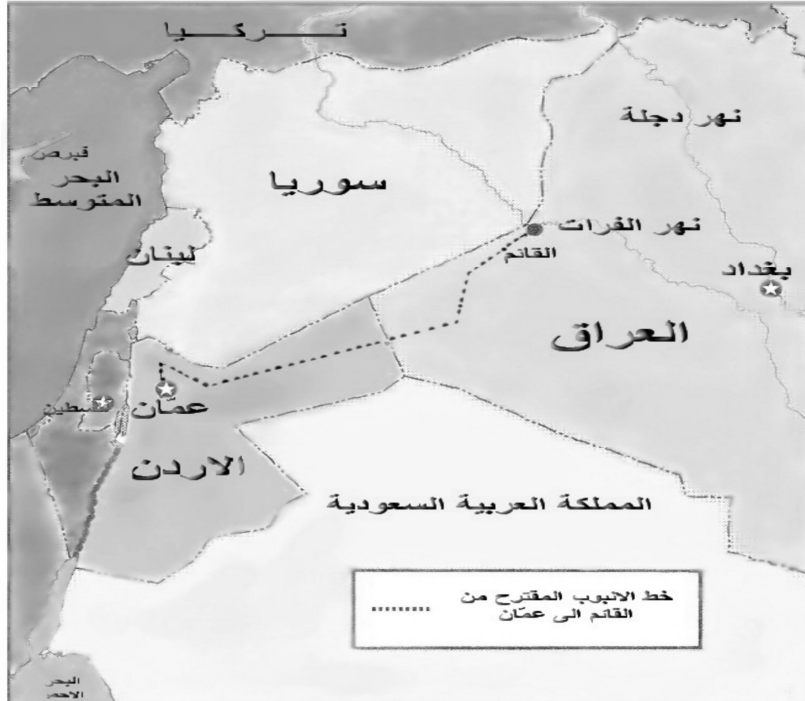 تـــركـــيـا
نهر دجلة
قبرص
البحر
المتوسط
سوريا
نهر الفرات
القائم
لبنان
بغداد
العراق
فلسطين
عمّان
الاردن
المملكة العربية السعودية
خط الانبوب المقترح من
القائم الى عمّان
البحر
الاحمر